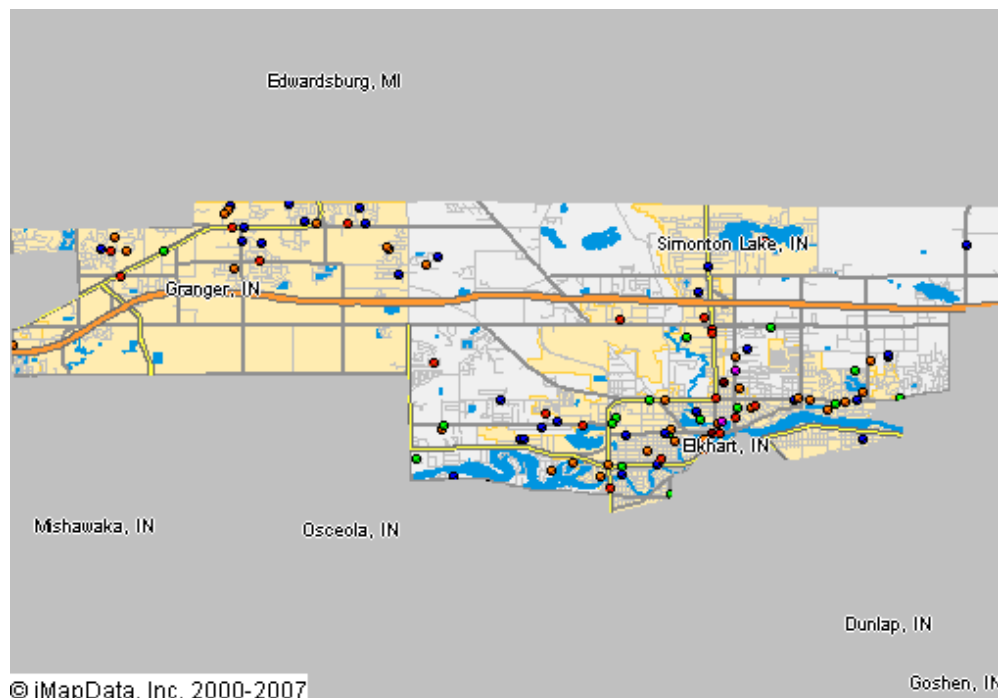 Edwardsburg, MI
Simonton Lake, IN
Granger, IN
Elkhart, IN
Mishawaka, IN
Osceola, IN
Dunlap, IN
Goshen, IN
© iMapData, Inc. 2000-2007